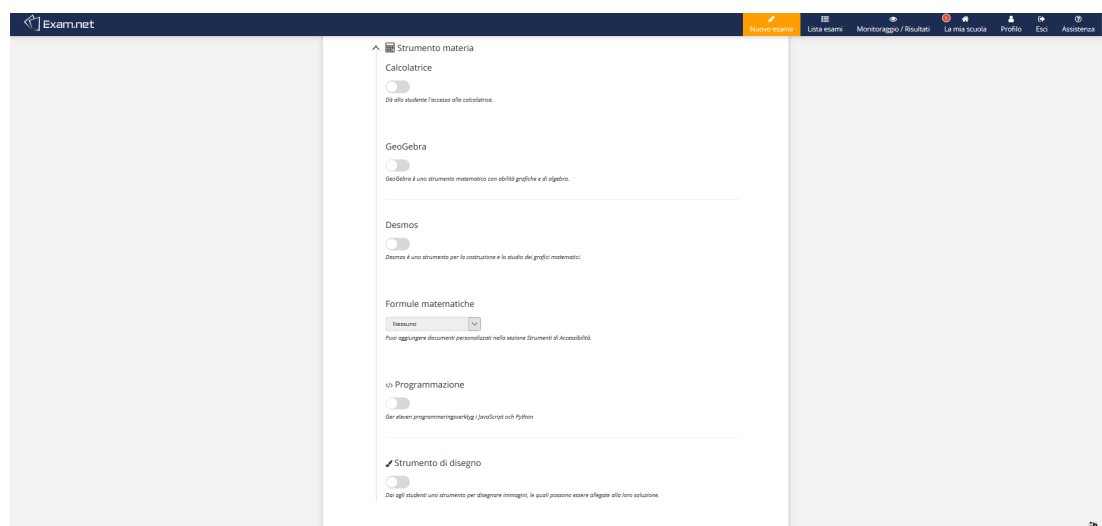 Exam.net
Nuovo esame
Lista esami
Monitoraggio / Risultati
1
La mia scuola
Profilo
Esci
Assistenza
Strumento materia
Calcolatrice
Dà allo studente l'accesso alla calcolatrice.
GeoGebra
GeoGebra è uno strumento matematico con abilità grafiche e di algebra.
Desmos
Desmos è uno strumento per la costruzione e lo studio dei grafici matematici.
Formule matematiche
Nessuno
Puoi aggiungere documenti personalizzati nella sezione Strumenti di Accessibilità.
</> Programmazione
Ger eleven programmeringsverktyg i JavaScript och Python
Strumento di disegno
Dai agli studenti uno strumento per disegnare immagini, le quali possono essere allegate alla loro soluzione.